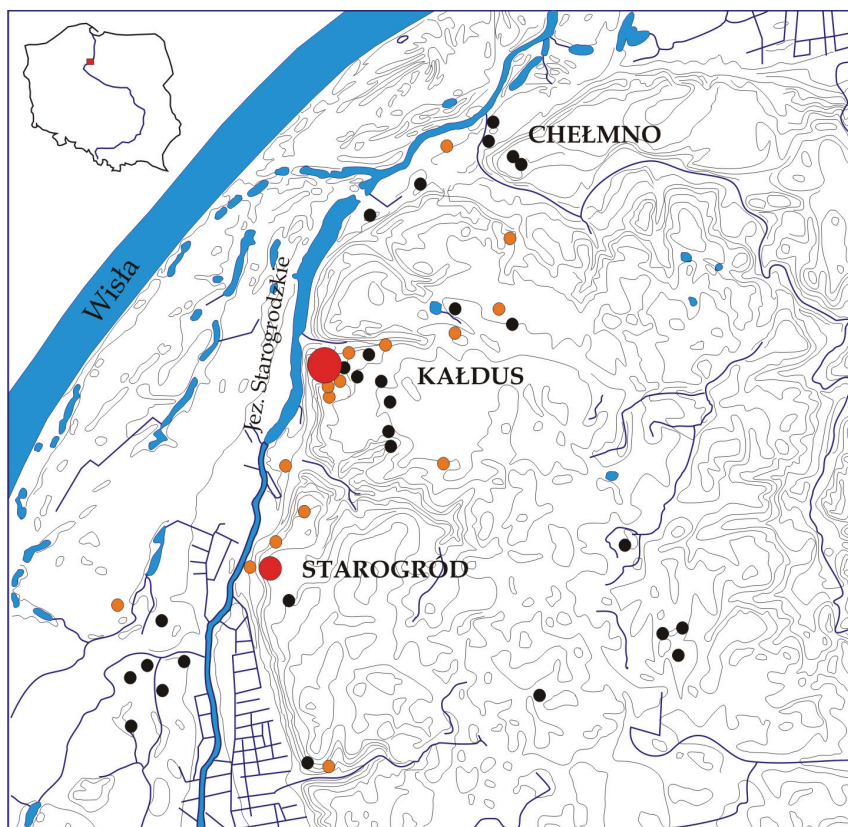 CHEŁMNO
Wisła
Jez. Starogrodzkie
KAŁDUS
STAROGRÓD